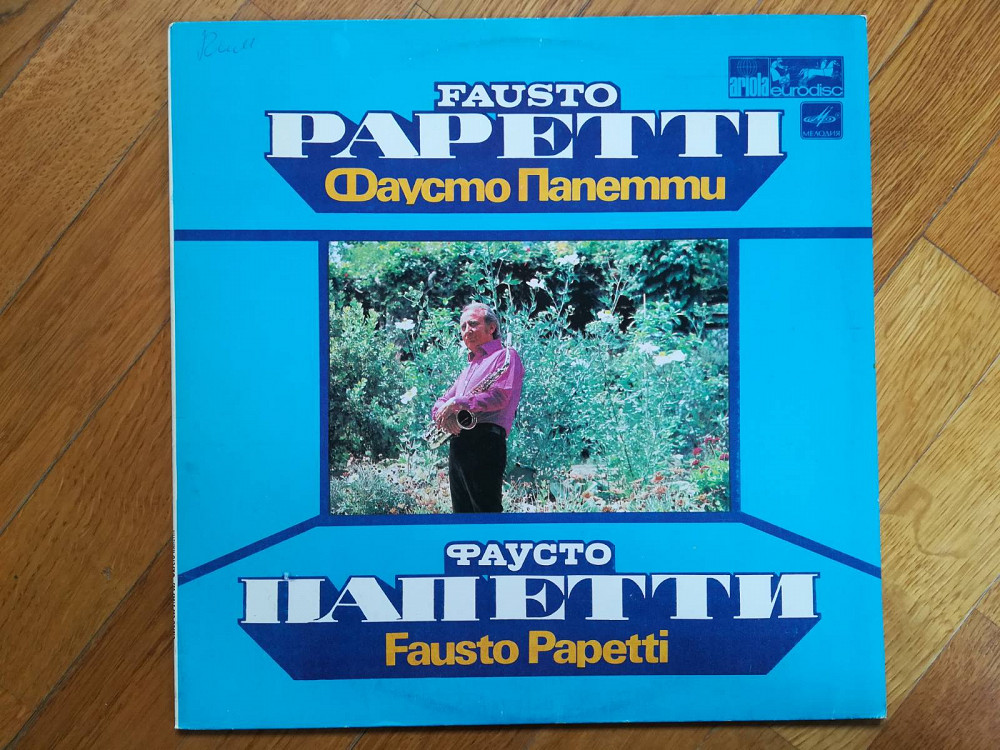 FAUSTO
PAPETTI
Фаусто Папетти
ariola
eurodisc
МЕЛОДИЯ
ФАУСТО
ПАПЕТТИ
Fausto Papetti